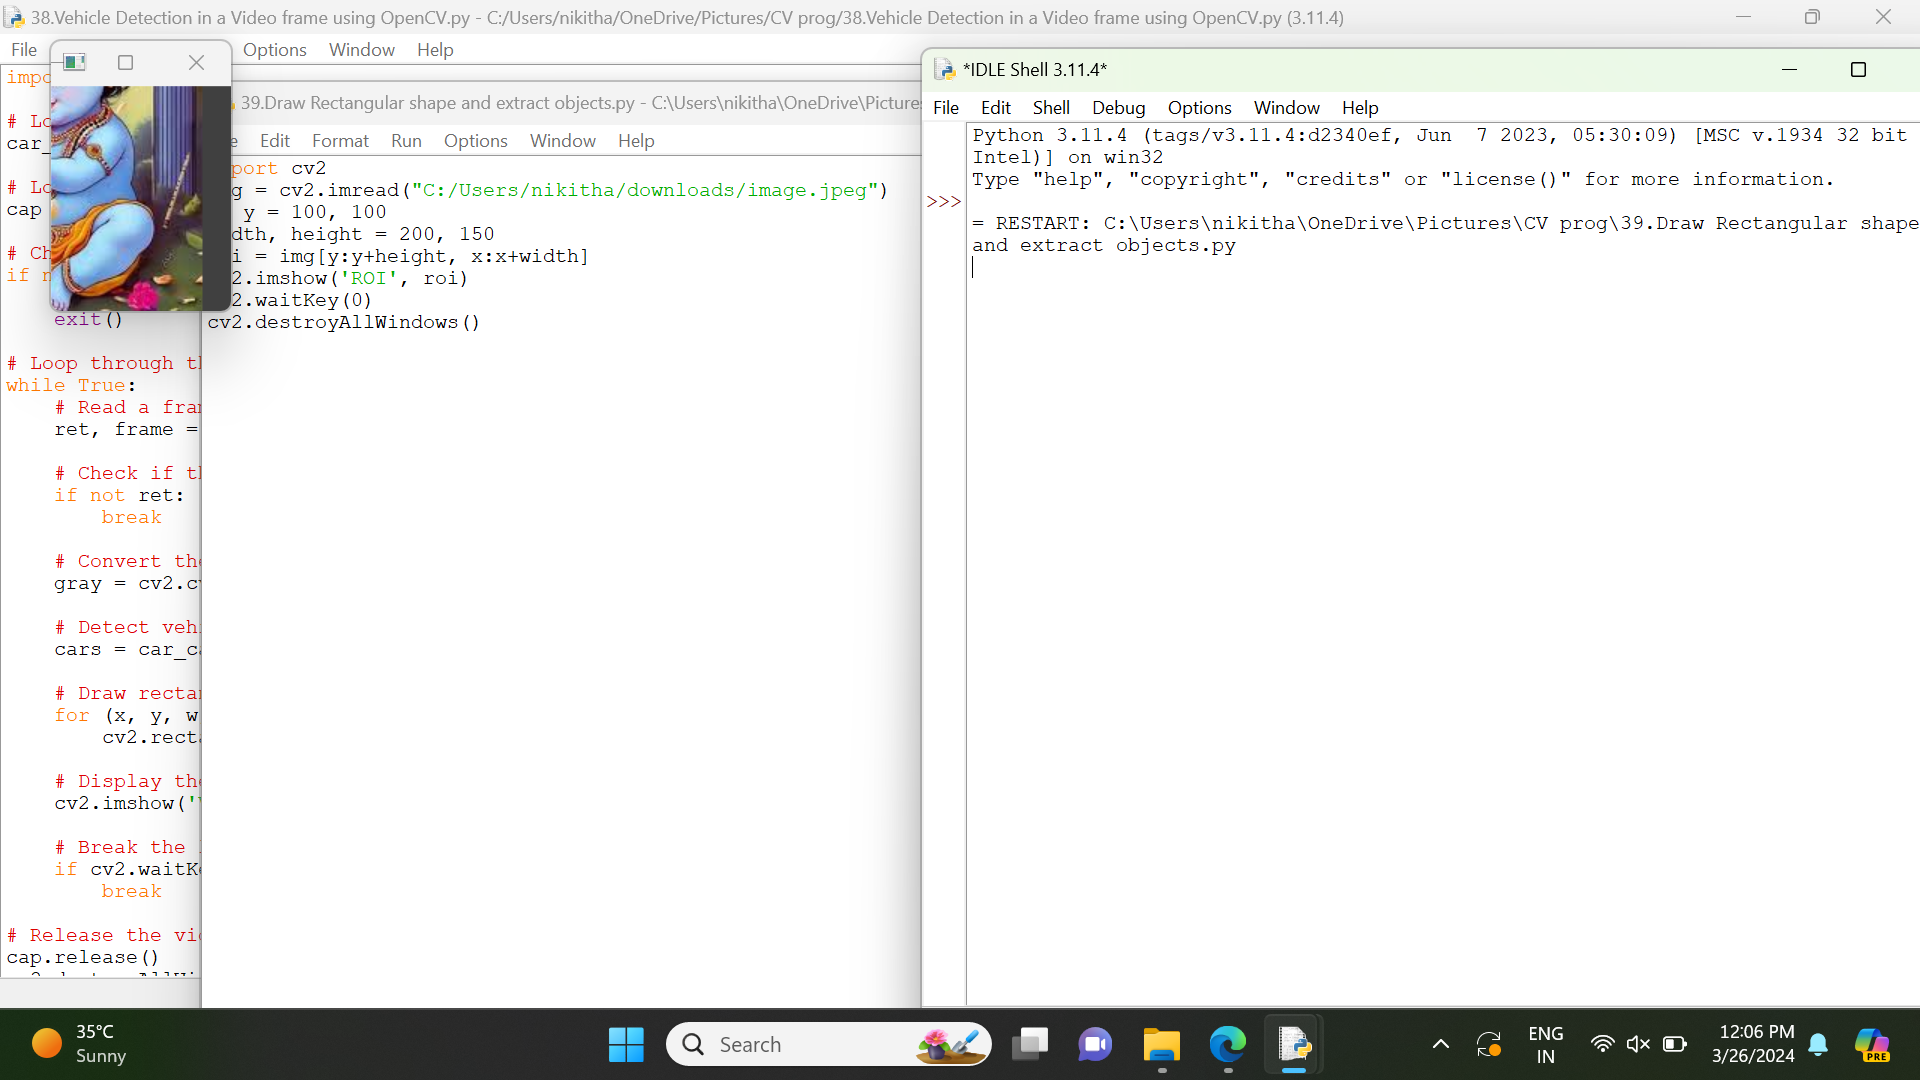 38.Vehicle Detection in a Video frame using OpenCV.py - C:/Users/nikitha/OneDrive/Pictures/CV prog/38.Vehicle Detection in a Video frame using OpenCV.py (3.11.4)
File Options Window Help
# Lo
car_
# Lo
cap
# Ch
if n
exit()
# Loop through th
while True:
# Read a fram
ret, frame =
# Check if th
if not ret:
break
# Convert the
gray = cv2.cv
# Detect vehi
cars = car_ca
# Draw rectan
for (x, y, w
cv2.recta
# Display the
cv2.imshow('V
# Break the l
if cv2.waitKe
break
# Release the vid
cap.release()
39.Draw Rectangular shape and extract objects.py - C:\Users\nikitha\OneDrive\Pictures
Edit Format Run Options Window Help
port cv2
g = cv2.imread("C:/Users/nikitha/downloads/image.jpeg")
y = 100, 100
dth, height = 200, 150
i = img[y:y+height, x:x+width]
2.imshow('ROI', roi)
2.waitKey(0)
cv2.destroyAllWindows()
*IDLE Shell 3.11.4*
File Edit Shell Debug Options Window Help
Python 3.11.4 (tags/v3.11.4:d2340ef, Jun  7 2023, 05:30:09) [MSC v.1934 32 bit
Intel)] on win32
Type "help", "copyright", "credits" or "license()" for more information.
>>>
= RESTART: C:\Users\nikitha\OneDrive\Pictures\CV prog\39.Draw Rectangular shape
and extract objects.py
35°C
Sunny
Search
ENG
IN
12:06 PM
3/26/2024
PRE